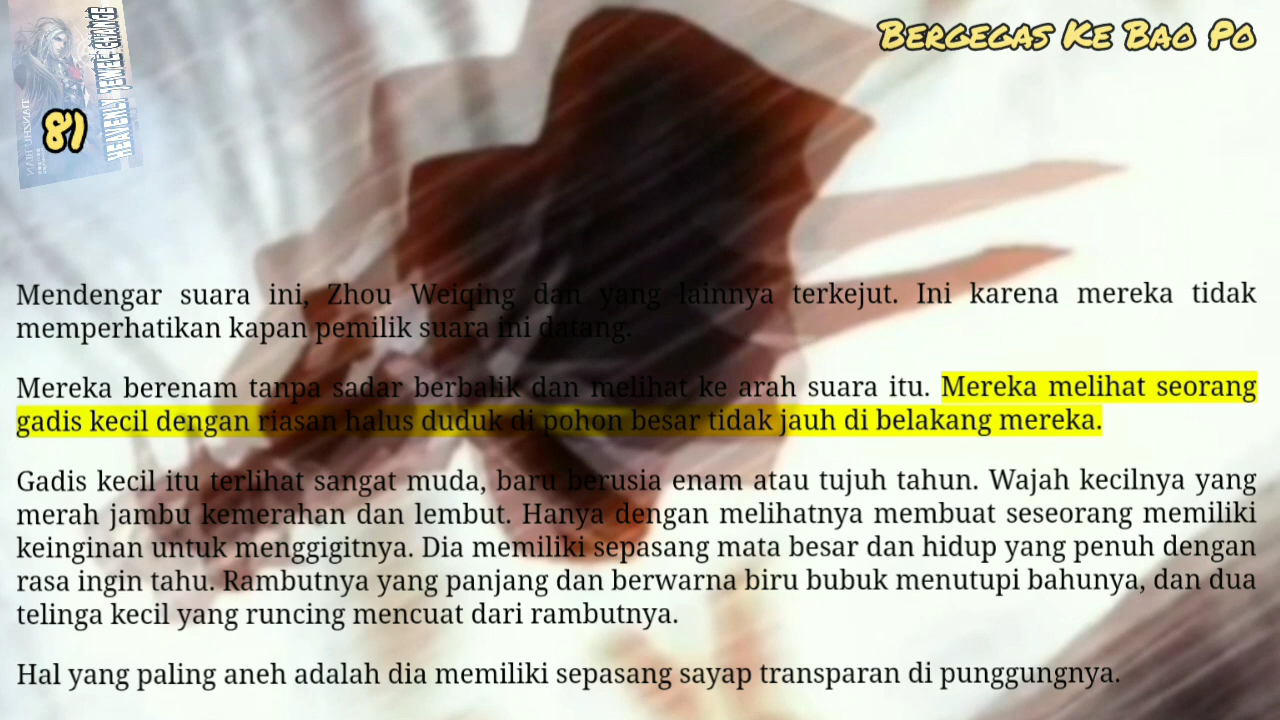 Bergegas Ke Bao Po
HEAVENLY JEWEL CHANGE
81
Mendengar suara ini, Zhou Weiqing dan yang lainnya terkejut. Ini karena mereka tidak
memperhatikan kapan pemilik suara ini datang.
Mereka berenam tanpa sadar berbalik dan melihat ke arah suara itu. Mereka melihat seorang
gadis kecil dengan riasan halus duduk di pohon besar tidak jauh di belakang mereka.
Gadis kecil itu terlihat sangat muda, baru berusia enam atau tujuh tahun. Wajah kecilnya yang
merah jambu kemerahan dan lembut. Hanya dengan melihatnya membuat seseorang memiliki
keinginan untuk menggigitnya. Dia memiliki sepasang mata besar dan hidup yang penuh dengan
rasa ingin tahu. Rambutnya yang panjang dan berwarna biru bubuk menutupi bahunya, dan dua
telinga kecil yang runcing mencuat dari rambutnya.
Hal yang paling aneh adalah dia memiliki sepasang sayap transparan di punggungnya.